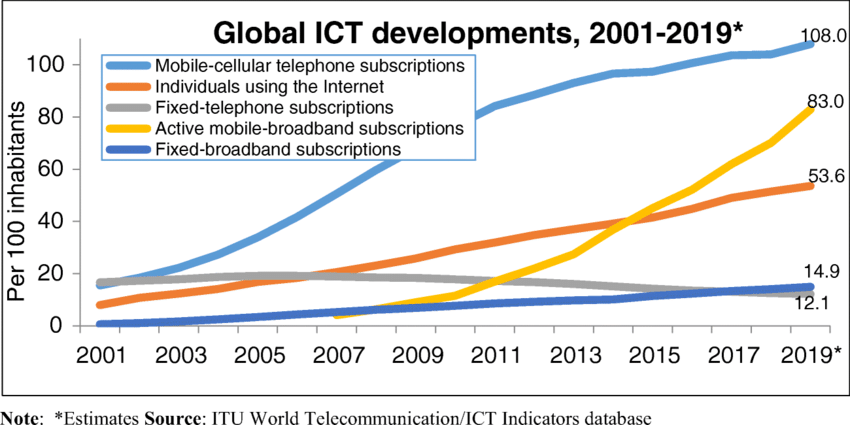 Global ICT developments, 2001-2019*
108.0
100
Mobile-cellular telephone subscriptions
Individuals using the Internet
Fixed-telephone subscriptions
Active mobile-broadband subscriptions
Fixed-broadband subscriptions
83.0
80
Per 100 inhabitants
60
53.6
40
20
14.9
12.1
0
2001 2003 2005 2007 2009 2011 2013 2015 2017 2019*
Note: *Estimates Source: ITU World Telecommunication/ICT Indicators database